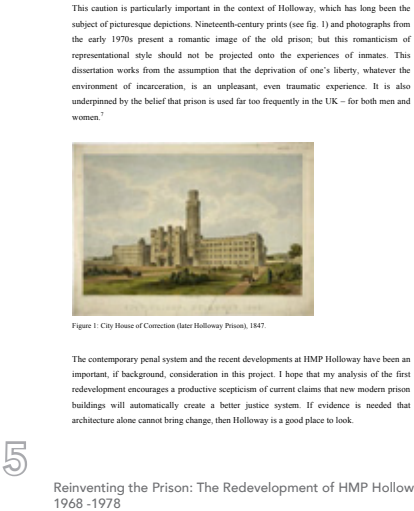 This caution is particularly important in the context of Holloway, which has long been the
subject of picturesque depictions. Nineteenth-century prints (see fig. 1) and photographs from
the early 1970s present a romantic image of the old prison; but this romanticism of
representational style should not be projected onto the experiences of inmates. This
dissertation works from the assumption that the deprivation of one's liberty, whatever the
environment of incarceration, is an unpleasant, even traumatic experience. It is also
underpinned by the belief that prison is used far too frequently in the UK – for both men and
women.7
Figure 1: City House of Correction (later Holloway Prison), 1847.
The contemporary penal system and the recent developments at HMP Holloway have been an
important, if background, consideration in this project. I hope that my analysis of the first
redevelopment encourages a productive scepticism of current claims that new modern prison
buildings will automatically create a better justice system. If evidence is needed that
architecture alone cannot bring change, then Holloway is a good place to look.
5
Reinventing the Prison: The Redevelopment of HMP Hollow
1968 -1978